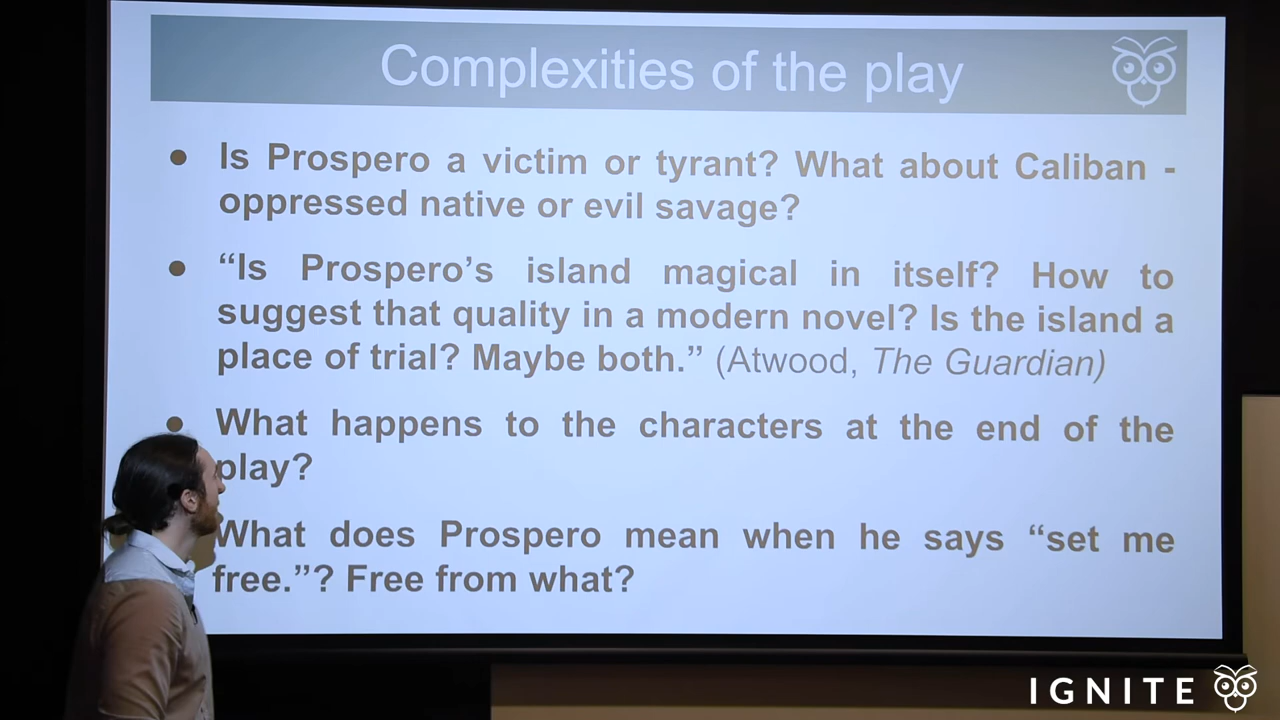 Complexities of the play
● Is Prospero a victim or tyrant? What about Caliban -
oppressed native or evil savage?
● “Is Prospero’s island magical in itself? How to
suggest that quality in a modern novel? Is the island a
place of trial? Maybe both.” (Atwood, The Guardian)
● What happens to the characters at the end of the
play?
What does Prospero mean when he says “set me
free.”? Free from what?
IGNITE